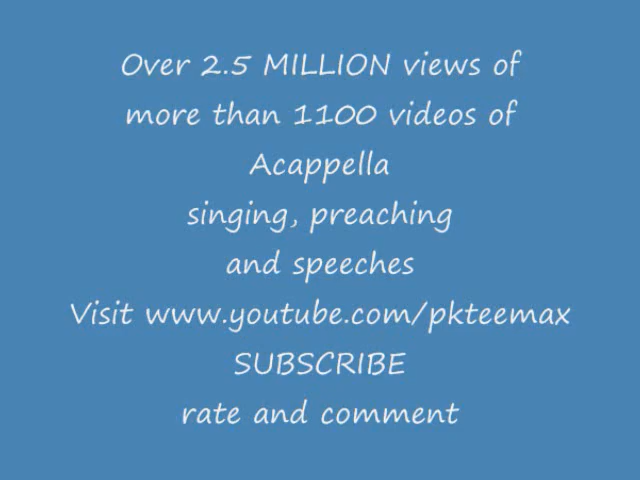 Over 2.5 MILLION views of
more than 1100 videos of
Acappella
singing, preaching
and speeches
Visit www.youtube.com/pkteemax
SUBSCRIBE
rate and comment